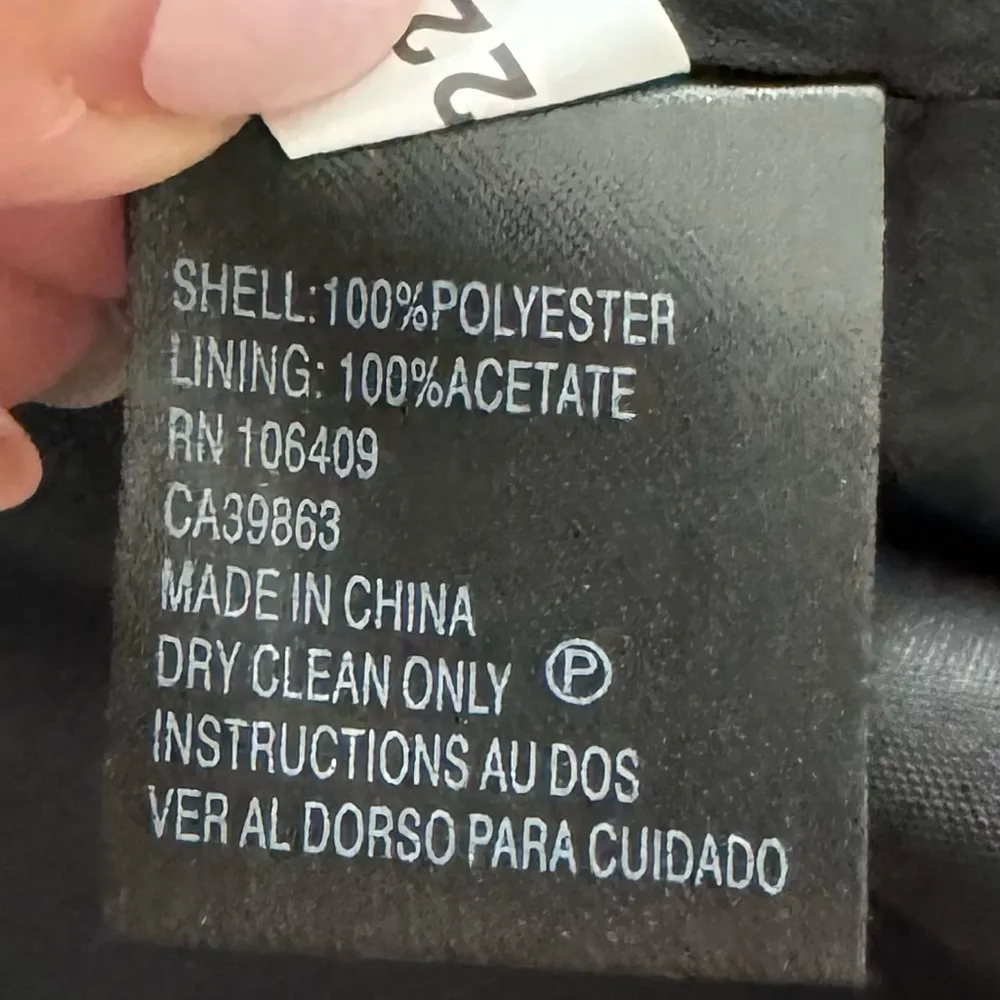 22
SHELL:100%POLYESTER
LINING: 100%ACETATE
RN 106409
CA39863
MADE IN CHINA
DRY CLEAN ONLY Ⓟ
INSTRUCTIONS AU DOS
VER AL DORSO PARA CUIDADO